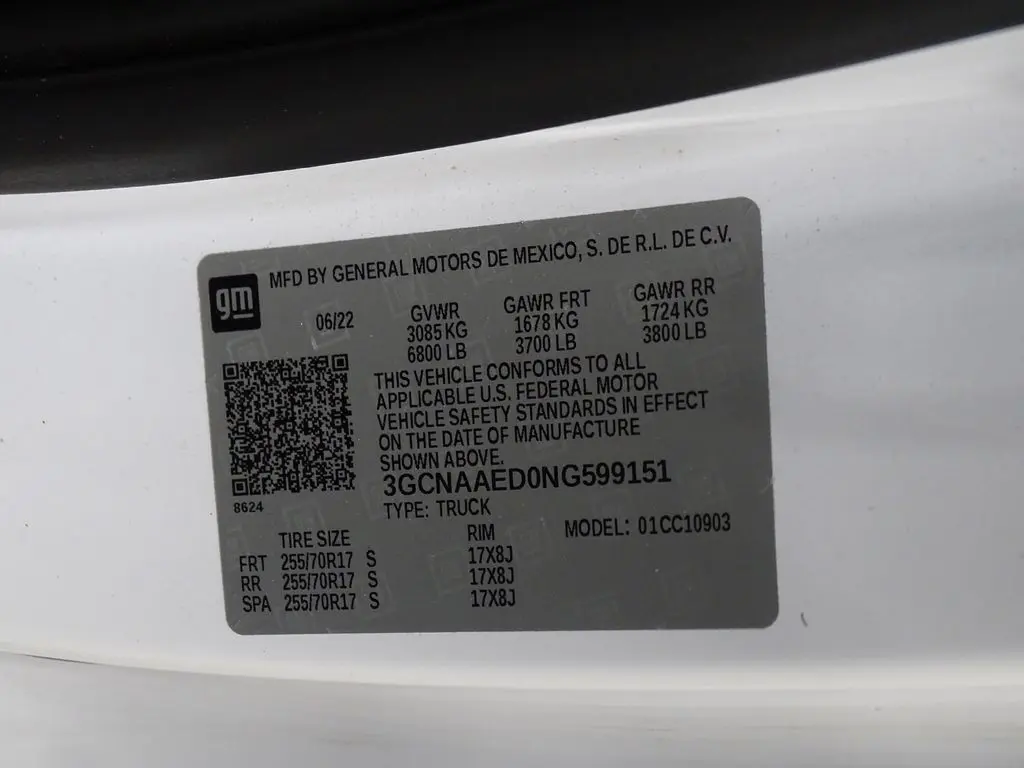 gm
MFD BY GENERAL MOTORS DE MEXICO, S. DE R.L. DE C.V.
06/22
GVWR GAWR FRT GAWR RR
3085 KG 1678 KG 1724 KG
6800 LB 3700 LB 3800 LB
THIS VEHICLE CONFORMS TO ALL
APPLICABLE U.S. FEDERAL MOTOR
VEHICLE SAFETY STANDARDS IN EFFECT
ON THE DATE OF MANUFACTURE
SHOWN ABOVE.
3GCNAAED0NG599151
8624
TYPE: TRUCK
MODEL: 01CC10903
TIRE SIZE RIM
FRT 255/70R17 S 17X8J
RR 255/70R17 S 17X8J
SPA 255/70R17 S 17X8J